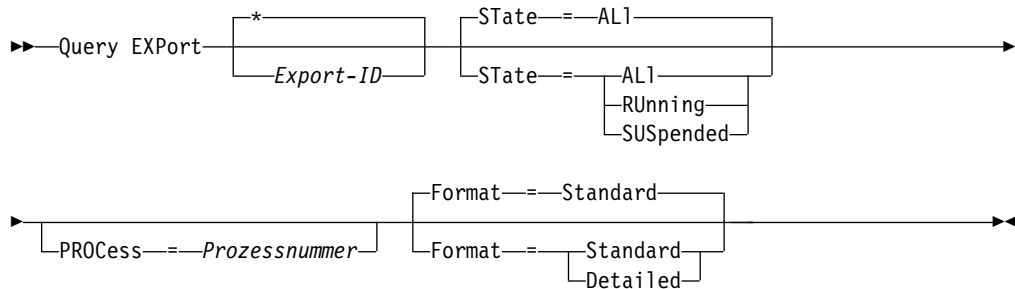 * STate = ALl
Query EXPort
Export-ID STate = ALl
RUnning
SUSpended
Format = Standard
PROCess = Prozessnummer Format = Standard
Detailed